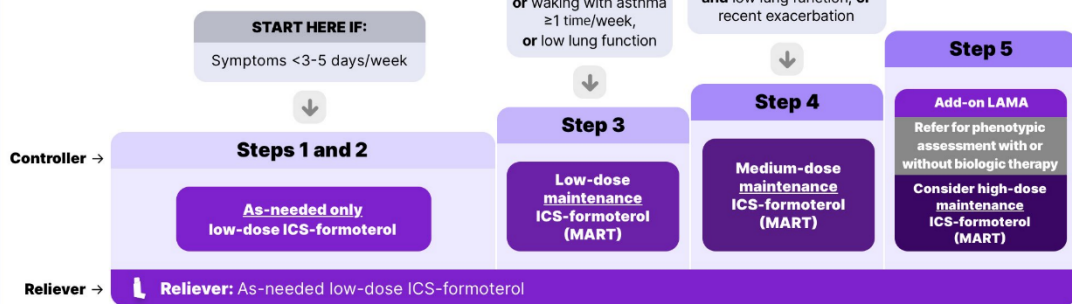 or waking with asthma
≥1 time/week,
or low lung function
and low lung function, or
recent exacerbation
START HERE IF:
Symptoms <3-5 days/week
Step 5
Step 4
Step 3
Steps 1 and 2
Controller →
As-needed only
low-dose ICS-formoterol
Low-dose
maintenance
ICS-formoterol
(MART)
Medium-dose
maintenance
ICS-formoterol
(MART)
Add-on LAMA
Refer for phenotypic
assessment with or
without biologic therapy
Consider high-dose
maintenance
ICS-formoterol
(MART)
Reliever →
Reliever: As-needed low-dose ICS-formoterol